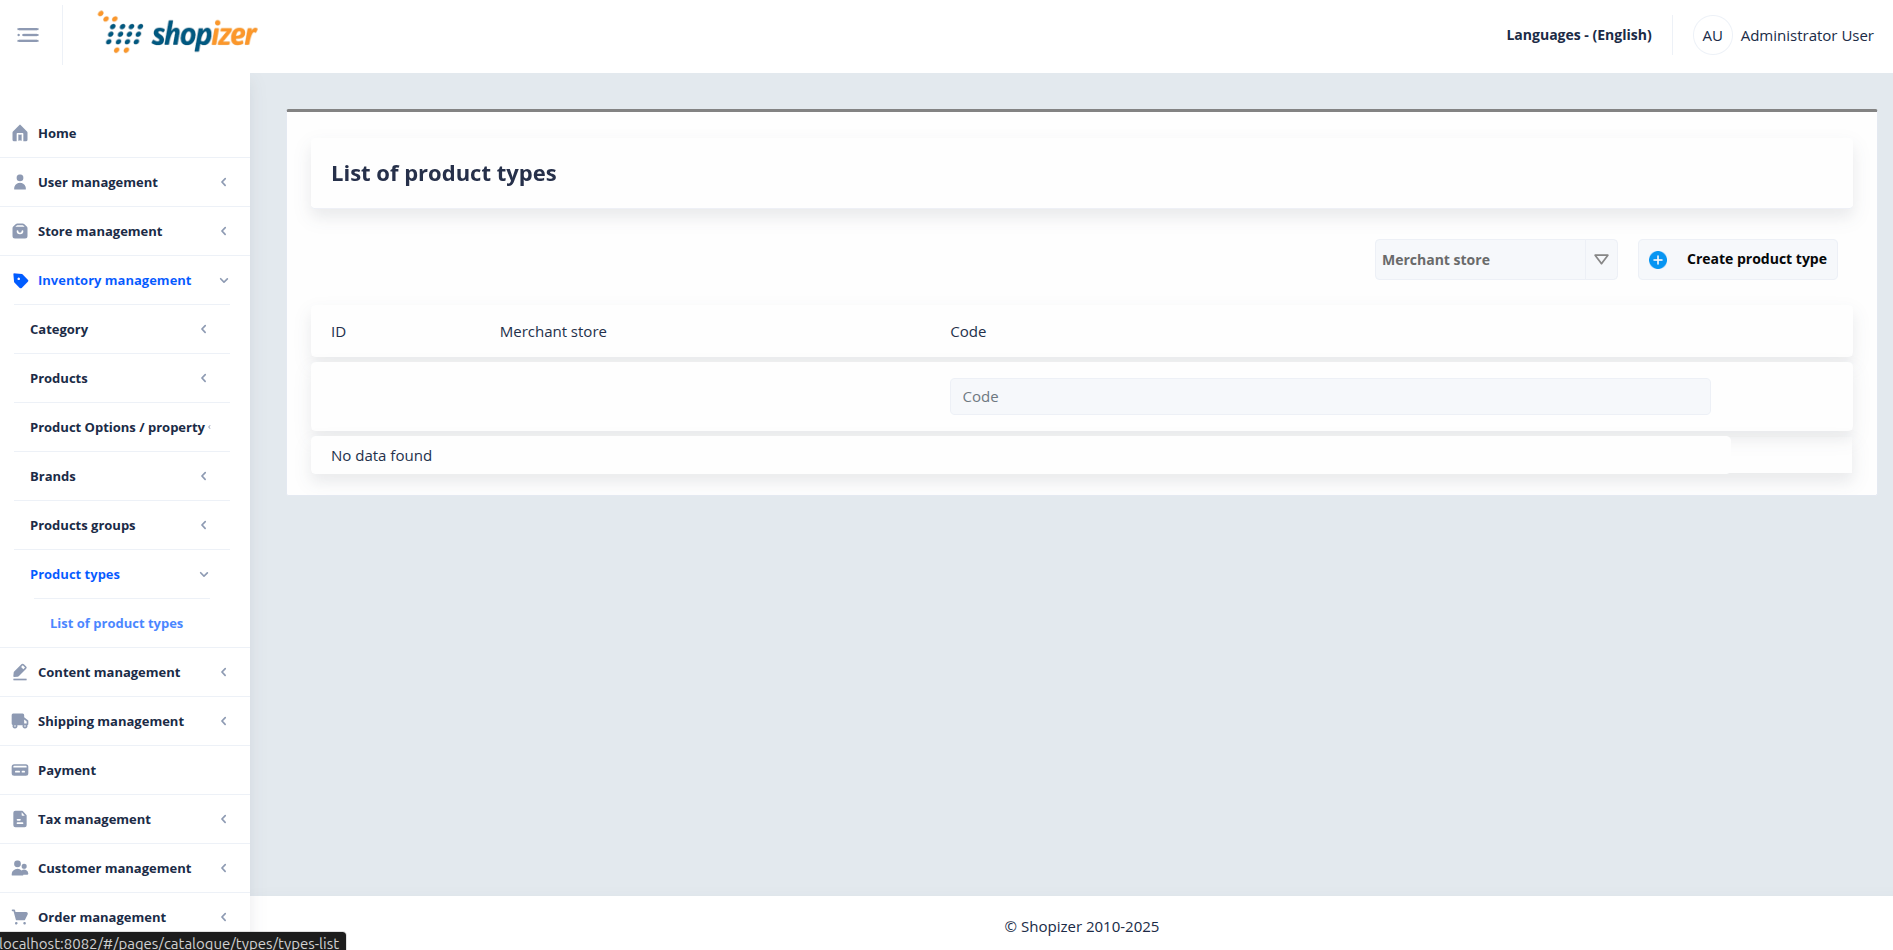 shopizer
Languages - (English)
AU
Administrator User
Home
User management
Store management
Inventory management
Category
Products
Product Options / property
Brands
Products groups
Product types
List of product types
Content management
Shipping management
Payment
Tax management
Customer management
Order management
List of product types
Merchant store
Create product type
ID Merchant store Code
Code
No data found
© Shopizer 2010-2025
localhost:8082/#/pages/catalogue/types/types-list